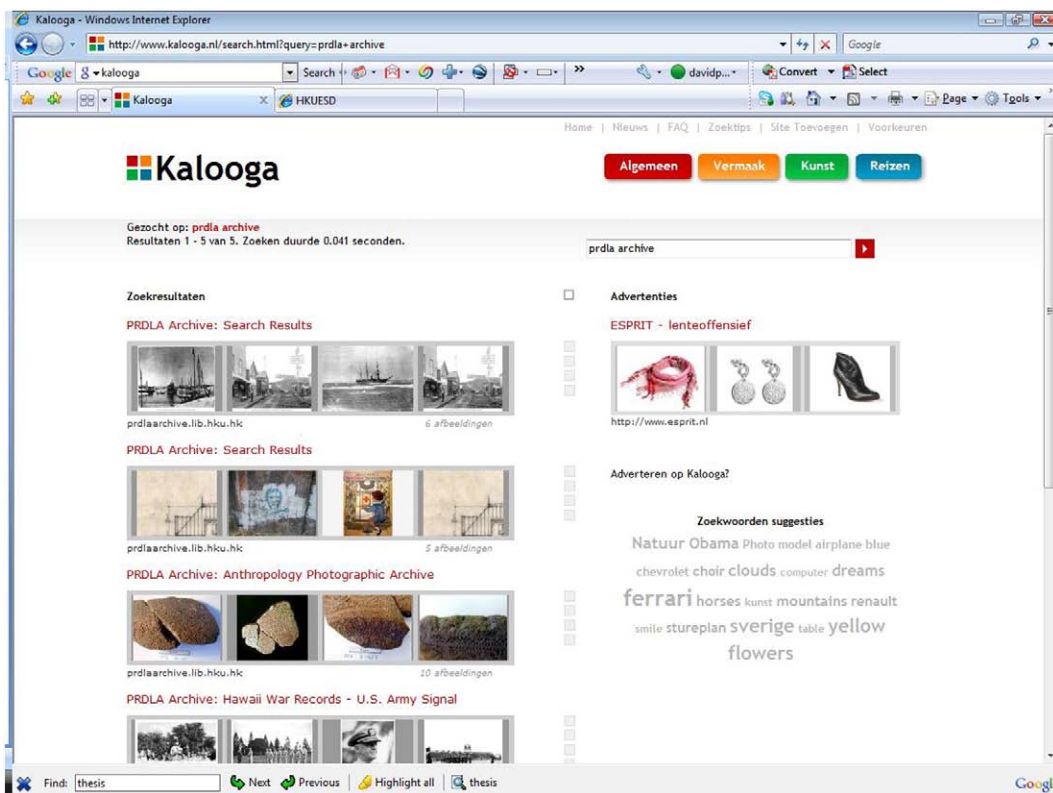 Kalooga - Windows Internet Explorer
http://www.kalooga.nl/search.html?query=prdla+archive
Google
Google kalooga Search davidp... Convert Select
Kalooga HKUESD Page Tools
Home | Nieuws | FAQ | Zoektips | Site Toevoegen | Voorkeuren
Kalooga
Algemeen Vermaak Kunst Reizen
Gezocht op: prdla archive
Resultaten 1 - 5 van 5. Zoeken duurde 0.041 seconden.
prdla archive
Zoekresultaten
PRDLA Archive: Search Results
prdlaarchive.lib.hku.hk 6 afbeeldingen
PRDLA Archive: Search Results
prdlaarchive.lib.hku.hk 5 afbeeldingen
PRDLA Archive: Anthropology Photographic Archive
prdlaarchive.lib.hku.hk 10 afbeeldingen
PRDLA Archive: Hawaii War Records - U.S. Army Signal
Advertenties
ESPRIT - lenteoffensief
http://www.esprit.nl
Adverteren op Kalooga?
Zoekwoorden suggesties
Natuur Obama Photo model airplane blue
chevrolet choir clouds computer dreams
ferrari horses kunst mountains renault
smile stureplan sverige table yellow
flowers
Find: thesis Next Previous Highlight all thesis
Googl